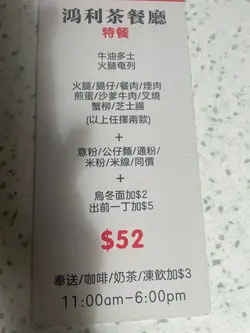 鴻利茶餐廳
特餐
牛油多士
火腿奄列
火腿/腸仔/餐肉/煙肉
煎蛋/沙爹牛肉/叉燒
蟹柳/芝士腸
(以上任擇兩款)
+
意粉/公仔麵/通粉/
米粉/米線/同價
+
烏冬面加$2
出前一丁加$5
$52
奉送/咖啡/奶茶/凍飲加$3
11:00am-6:00pm